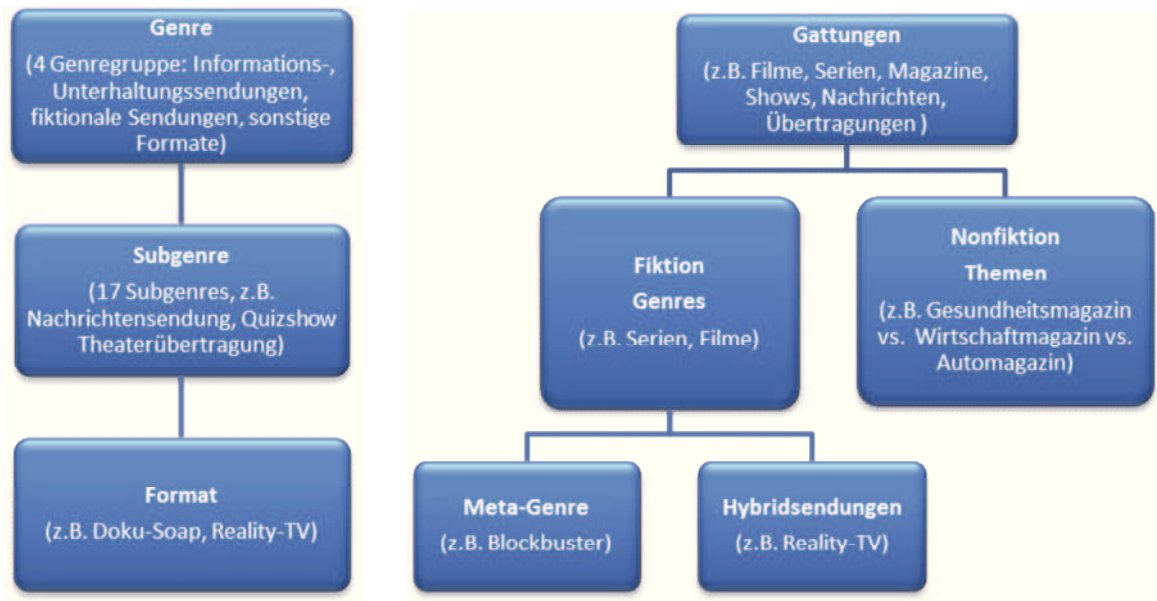 Genre
(4 Genregruppe: Informations-,
Unterhaltungssendungen,
fiktionale Sendungen, sonstige
Formate)
Subgenre
(17 Subgenres, z.B.
Nachrichtensendung, Quizshow
Theaterübertragung)
Format
(z.B. Doku-Soap, Reality-TV)
Gattungen
(z.B. Filme, Serien, Magazine,
Shows, Nachrichten,
Übertragungen )
Fiktion
Genres
(z.B. Serien, Filme)
Nonfiktion
Themen
(z.B. Gesundheitsmagazin
vs. Wirtschaftmagazin vs.
Automagazin)
Meta-Genre
(z.B. Blockbuster)
Hybridsendungen
(z.B. Reality-TV)